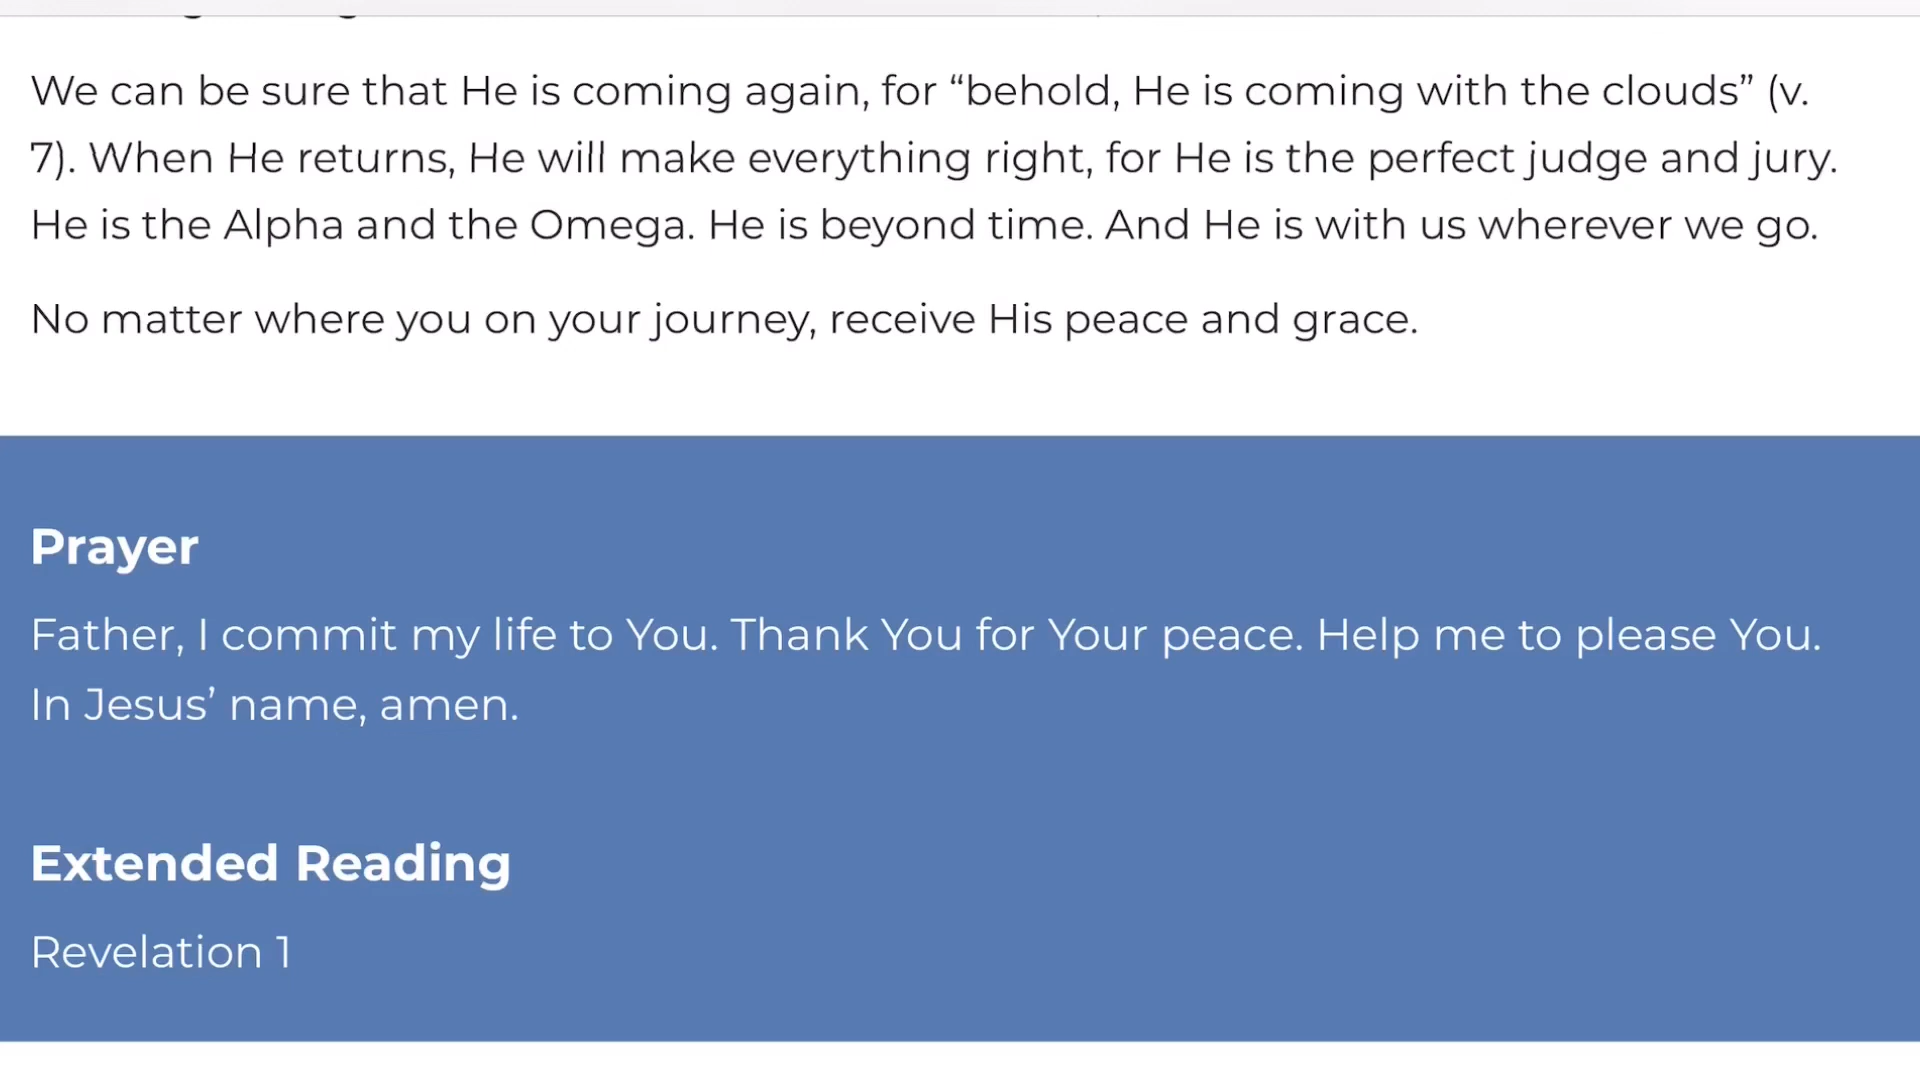 We can be sure that He is coming again, for “behold, He is coming with the clouds” (v.
7). When He returns, He will make everything right, for He is the perfect judge and jury.
He is the Alpha and the Omega. He is beyond time. And He is with us wherever we go.
No matter where you on your journey, receive His peace and grace.
Prayer
Father, I commit my life to You. Thank You for Your peace. Help me to please You.
In Jesus’ name, amen.
Extended Reading
Revelation 1